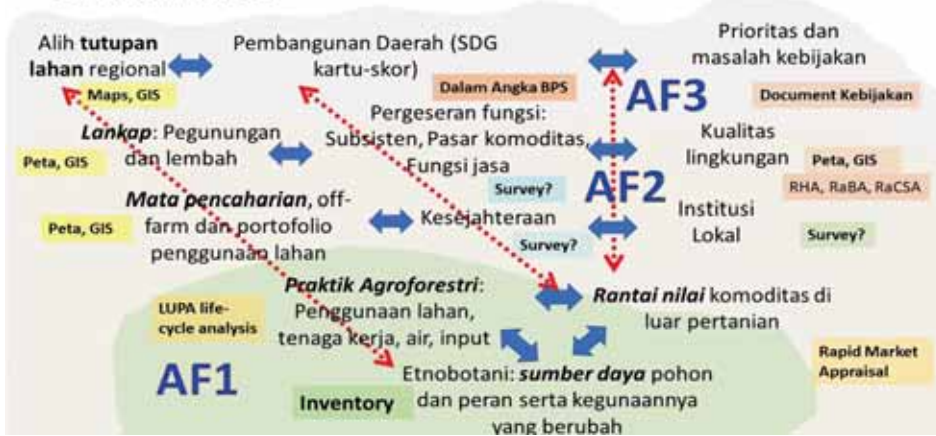 Alih tutupan
lahan regional
Maps, GIS
Pembangunan Daerah (SDG
kartu-skor)
Dalam Angka BPS
Prioritas dan
masalah kebijakan
AF3
Document Kebijakan
Lankap: Pegunungan
dan lembah
Peta, GIS
Pergeseran fungsi:
Subsisten, Pasar komoditas,
Fungsi jasa
Survey?
Kualitas
lingkungan
Peta, GIS
RHA, RaBA, RaCSA
AF2
Mata pencaharian, off-
farm dan portofolio
penggunaan lahan
Peta, GIS
Kesejahteraan
Survey?
Institusi
Lokal
Survey?
Praktik Agroforestri:
Penggunaan lahan,
tenaga kerja, air, input
LUPA life-
cycle analysis
Rantai nilai komoditas di
luar pertanian
Rapid Market
Appraisal
AF1
Etnobotani: sumber daya pohon
dan peran serta kegunaannya
yang berubah
Inventory